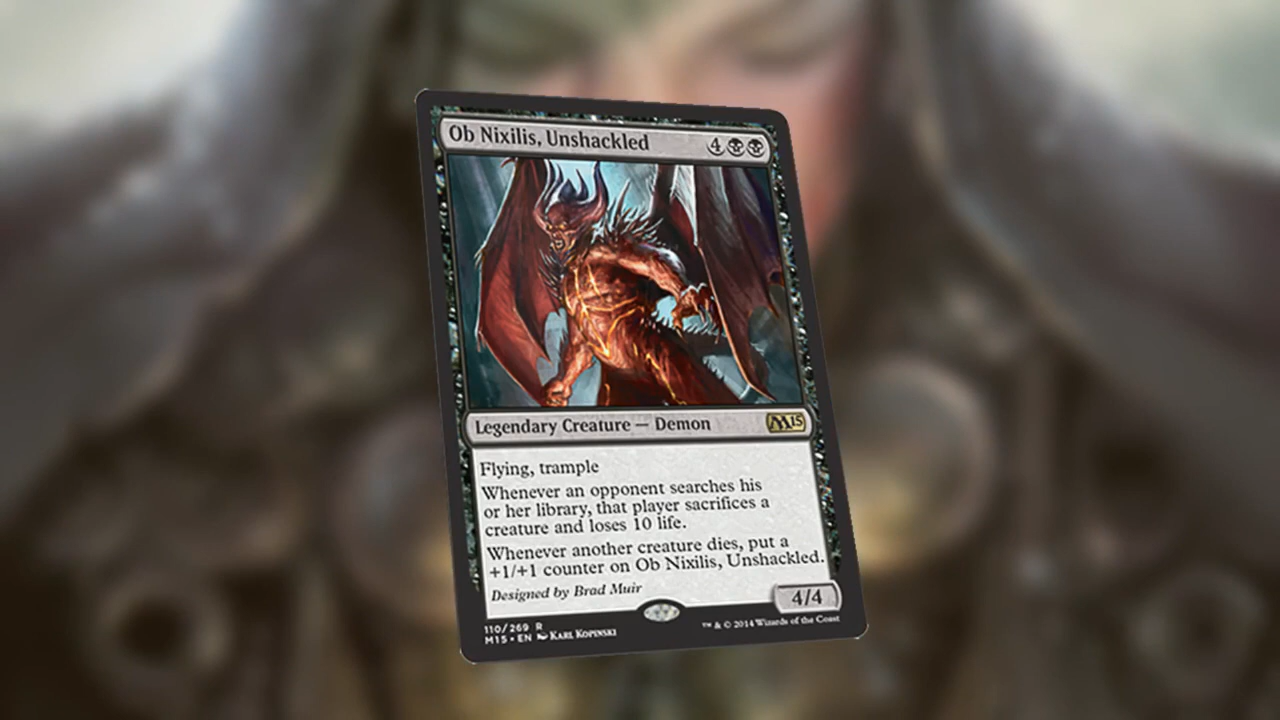 Ob Nixilis, Unshackled 4
Legendary Creature — Demon M15
Flying, trample
Whenever an opponent searches his
or her library, that player sacrifices a
creature and loses 10 life.
Whenever another creature dies, put a
+1/+1 counter on Ob Nixilis, Unshackled.
Designed by Brad Muir
4/4
110/269 R
M15 • EN Karl Kopinski
™ & © 2014 Wizards of the Coast